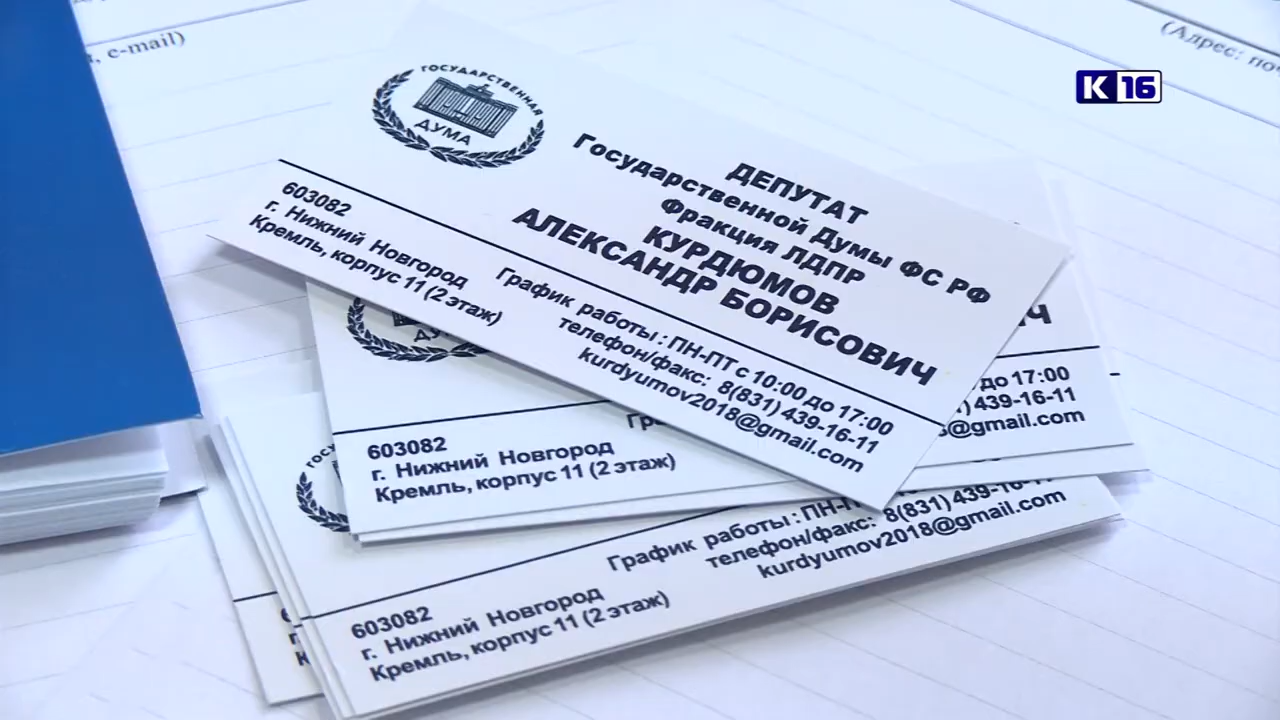 , e-mail)
(Адрес:
К 16
ГОСУДАРСТВЕННАЯ
ДУМА
ДЕПУТАТ
Государственной Думы ФС РФ
Фракция ЛДПР
КУРДЮМОВ
АЛЕКСАНДР БОРИСОВИЧ
603082
г. Нижний Новгород
Кремль, корпус 11 (2 этаж)
График работы : ПН-ПТ с 10:00 до 17:00
телефон/факс: 8(831) 439-16-11
kurdyumov2018@gmail.com
до 17:00
439-16-11
@gmail.com
603082
г. Нижний Новгород
Кремль, корпус 11 (2 этаж)
График работы : ПН-П
телефон/факс: 8(831) 439-16-11
kurdyumov2018@gmail.com
603082
г. Нижний Новгород
Кремль, корпус 11 (2 этаж)